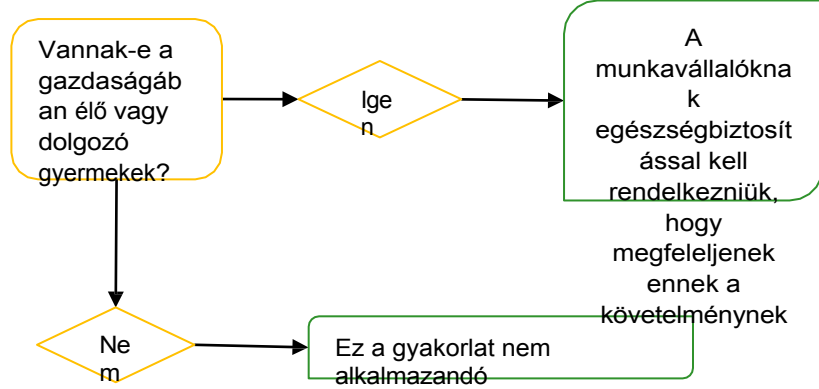 Vannak-e a
gazdaságáb
an élő vagy
dolgozó
gyermekek?
Ige
n
A
munkavállalókna
k
egészségbiztosít
ással kell
rendelkezniük,
hogy
megfeleljenek
ennek a
követelménynek
Ne
m
Ez a gyakorlat nem
alkalmazandó